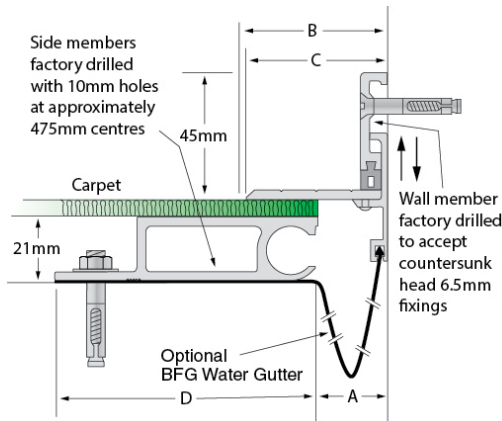 B
C
Side members
factory drilled
with 10mm holes
at approximately
475mm centres
45mm
Carpet
21mm
Wall member
factory drilled
to accept
countersunk
head 6.5mm
fixings
Optional
BFG Water Gutter
D
A